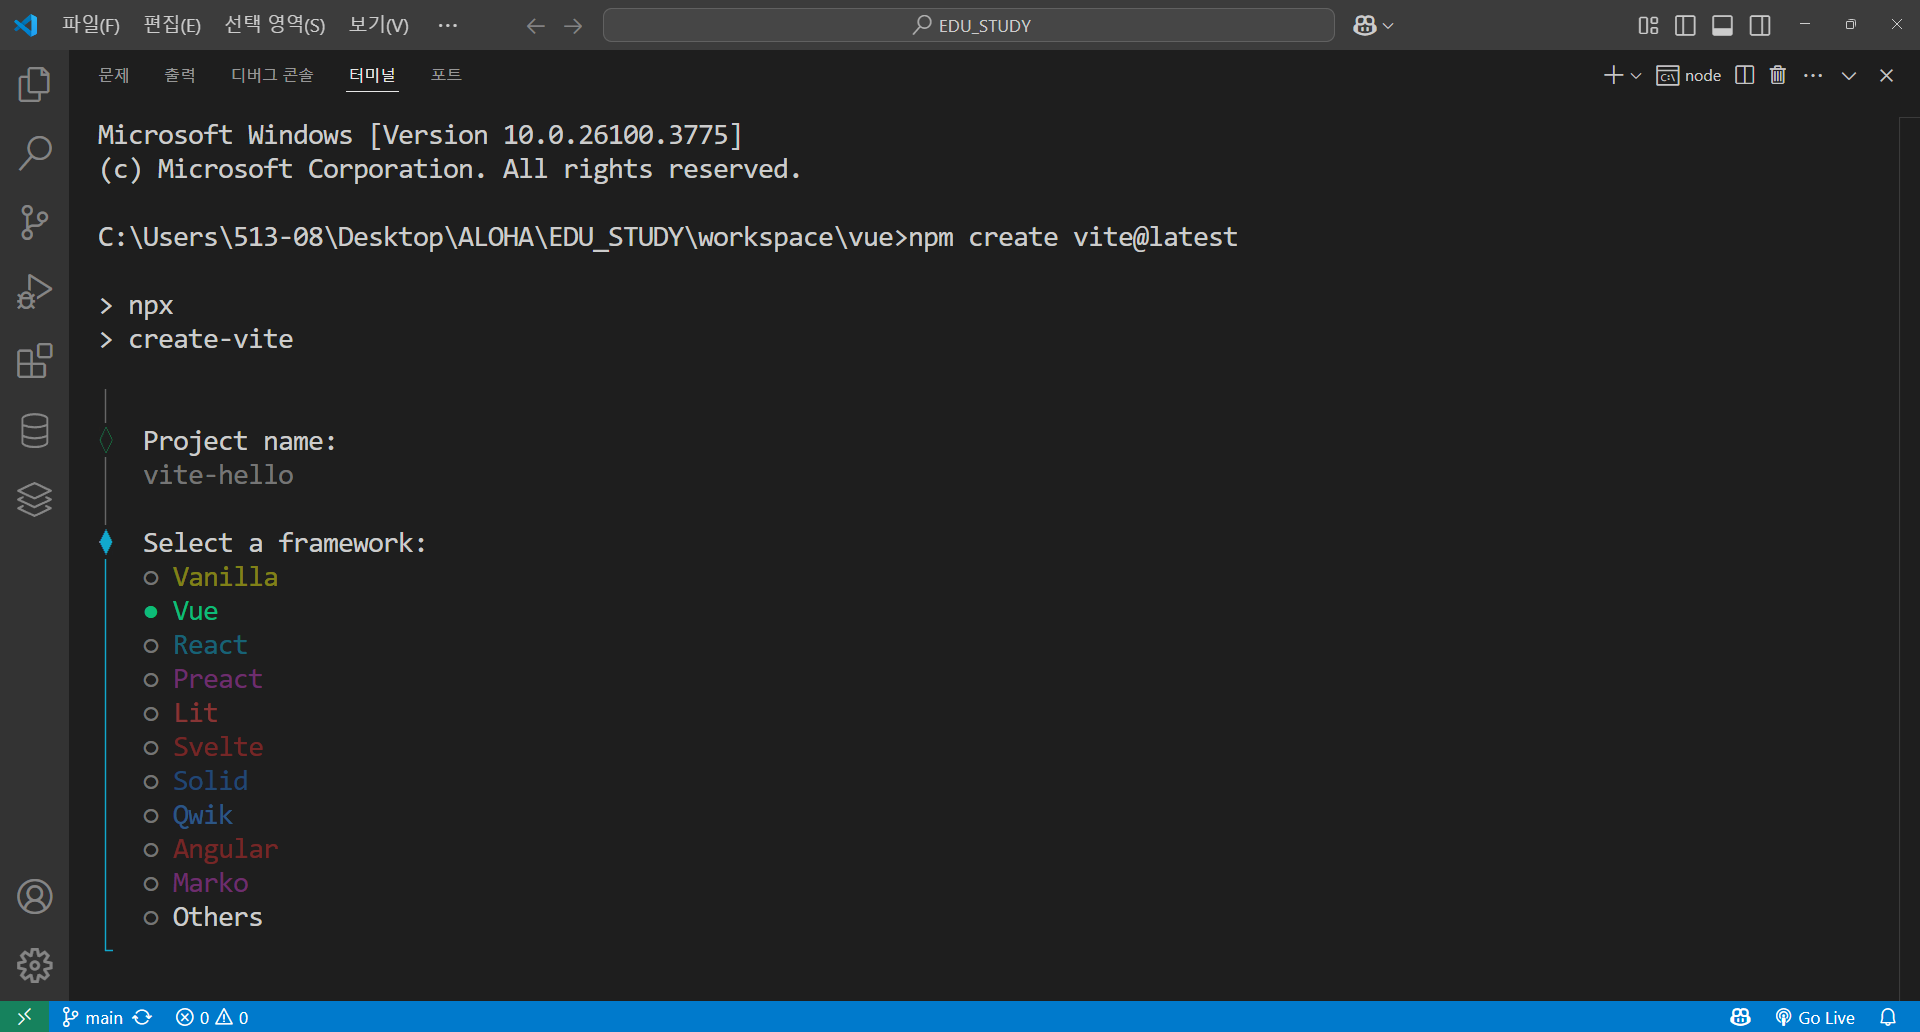 파일(F) 편집(E) 선택 영역(S) 보기(V) ··· EDU_STUDY
문제 출력 디버그 콘솔 터미널 포트 node
Microsoft Windows [Version 10.0.26100.3775]
(c) Microsoft Corporation. All rights reserved.
C:\Users\513-08\Desktop\ALOHA\EDU_STUDY\workspace\vue>npm create vite@latest
> npx
> create-vite
Project name:
vite-hello
Select a framework:
○ Vanilla
● Vue
○ React
○ Preact
○ Lit
○ Svelte
○ Solid
○ Qwik
○ Angular
○ Marko
○ Others
main 0 0 Go Live